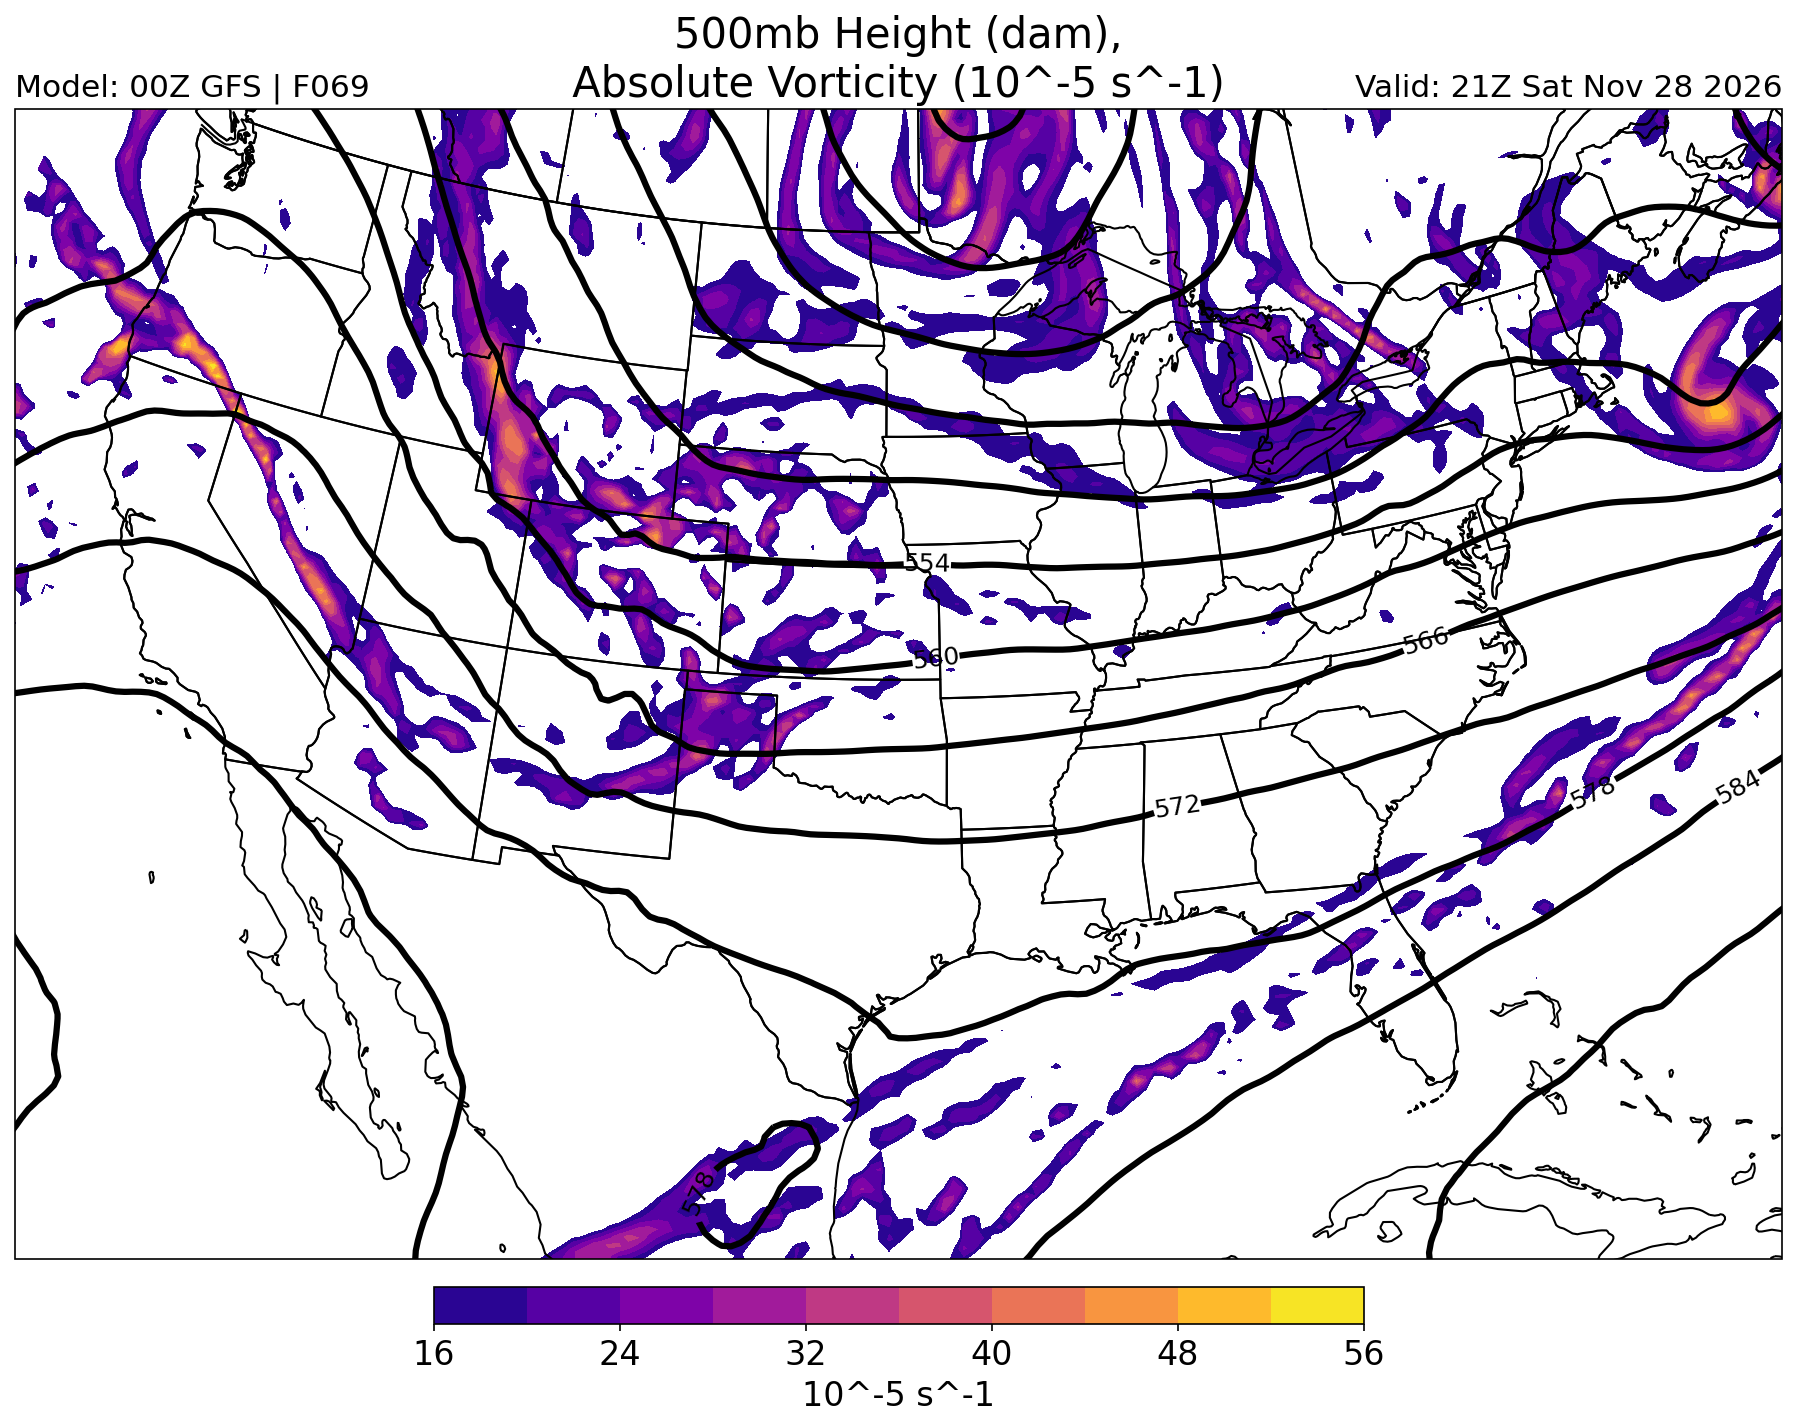 500mb Height (dam),
Absolute Vorticity (10^-5 s^-1)
Model: 00Z GFS | F069
Valid: 21Z Sat Nov 28 2026
554
560
566
572
578
584
578
16 24 32 40 48 56
10^-5 s^-1